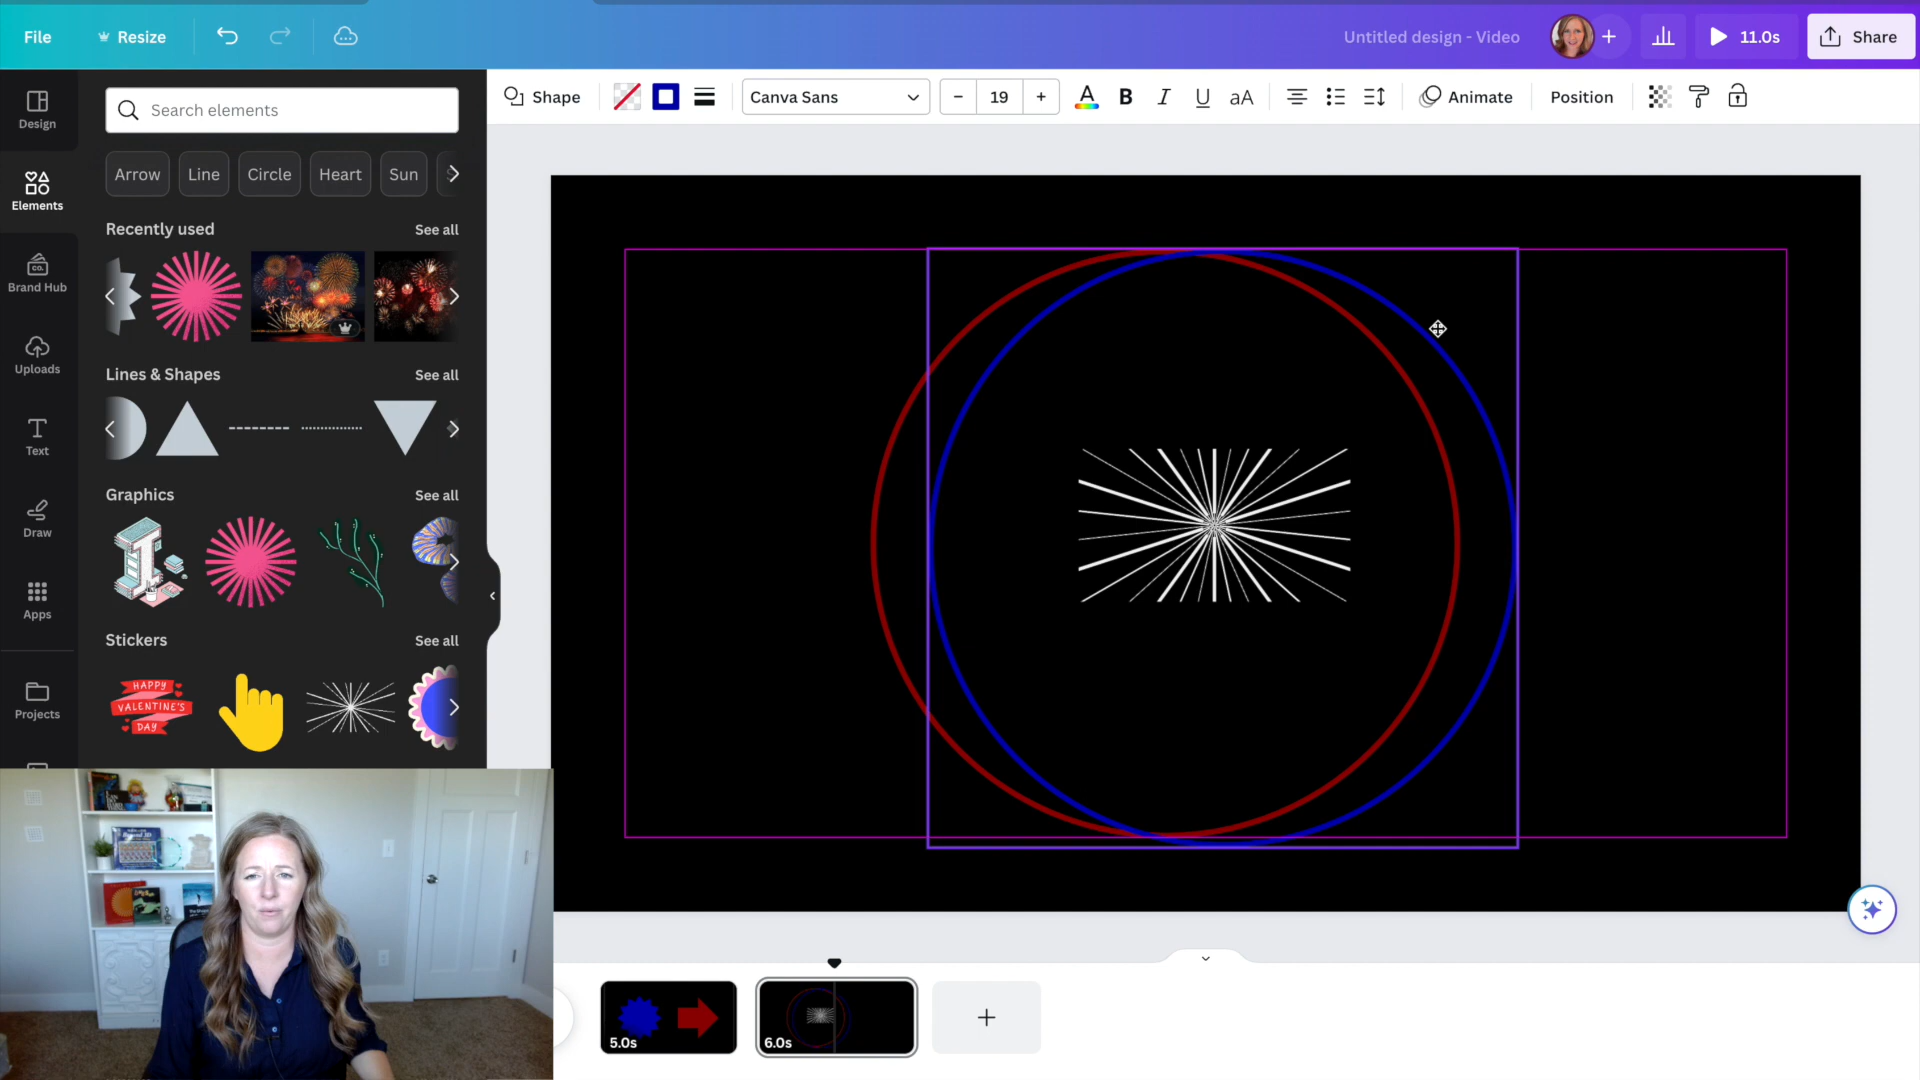 File
Resize
Untitled design - Video
11.0s
Share
Design
Elements
Brand Hub
Uploads
Text
Draw
Apps
Projects
Search elements
Arrow
Line
Circle
Heart
Sun
Recently used
See all
Lines & Shapes
See all
Graphics
See all
Stickers
See all
HAPPY
VALENTINE'S
DAY
Shape
Canva Sans
19
A
B
I
U
aA
Animate
Position
5.0s
6.0s